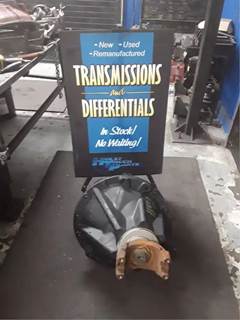 • New • Used
• Remanufactured
TRANSMISSIONS
and
DIFFERENTIALS
In Stock!
No Waiting!